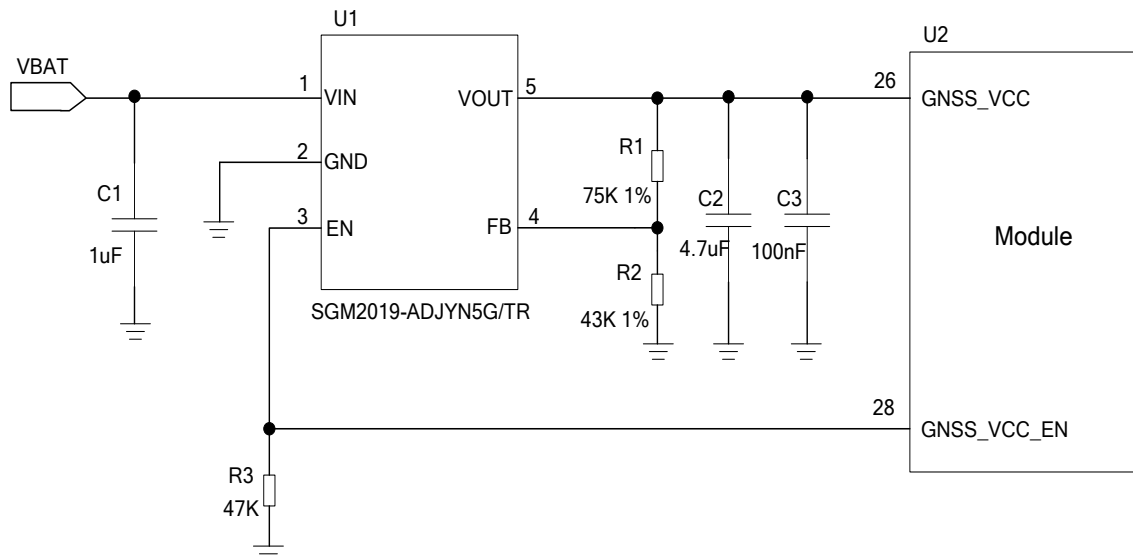 U1
U2
VBAT
1
VIN
VOUT
5
26
GNSS_VCC
2
GND
R1
75K 1%
C1
1uF
3
EN
FB
4
C2
4.7uF
C3
100nF
Module
R2
43K 1%
SGM2019-ADJYN5G/TR
28
GNSS_VCC_EN
R3
47K